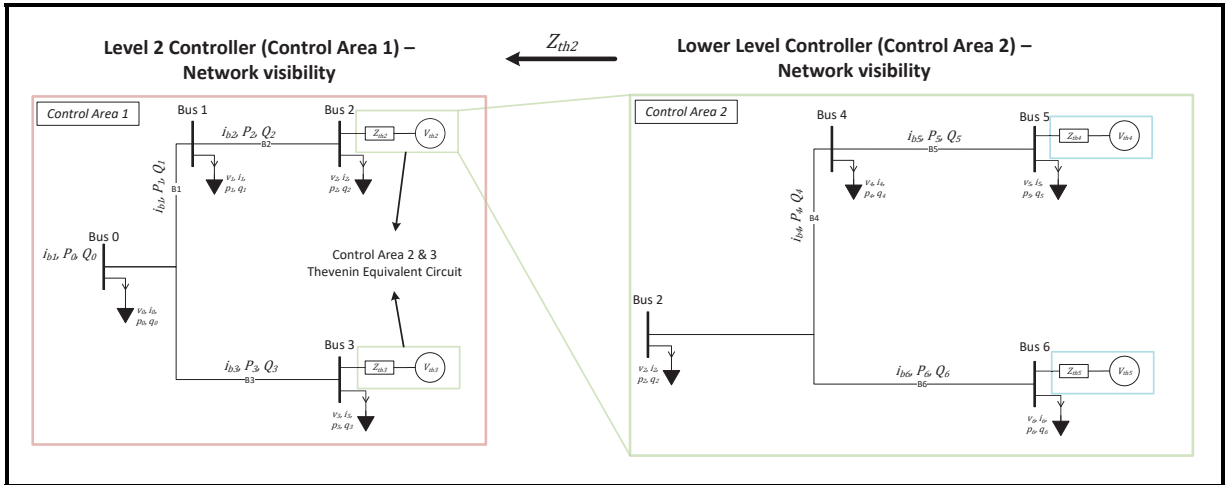 Level 2 Controller (Control Area 1) –
Network visibility
Z_th2
Lower Level Controller (Control Area 2) –
Network visibility
Control Area 1
Bus 1
i_b2, P_2, Q_2
B2
Bus 2
Z_th2
V_th2
v_1, i_1,
p_1, q_1
v_2, i_2,
p_2, q_2
i_b1, P_1, Q_1
B1
Bus 0
i_b1, P_0, Q_0
v_0, i_0,
p_0, q_0
Control Area 2 & 3
Thevenin Equivalent Circuit
Bus 3
i_b3, P_3, Q_3
B3
Z_th3
V_th3
v_3, i_3,
p_3, q_3
Control Area 2
Bus 4
i_b5, P_5, Q_5
B5
Bus 5
Z_th4
V_th4
v_4, i_4,
p_4, q_4
v_5, i_5,
p_5, q_5
i_b4, P_4, Q_4
B4
Bus 2
v_2, i_2,
p_2, q_2
Bus 6
i_b6, P_6, Q_6
B6
Z_th5
V_th5
v_6, i_6,
p_6, q_6